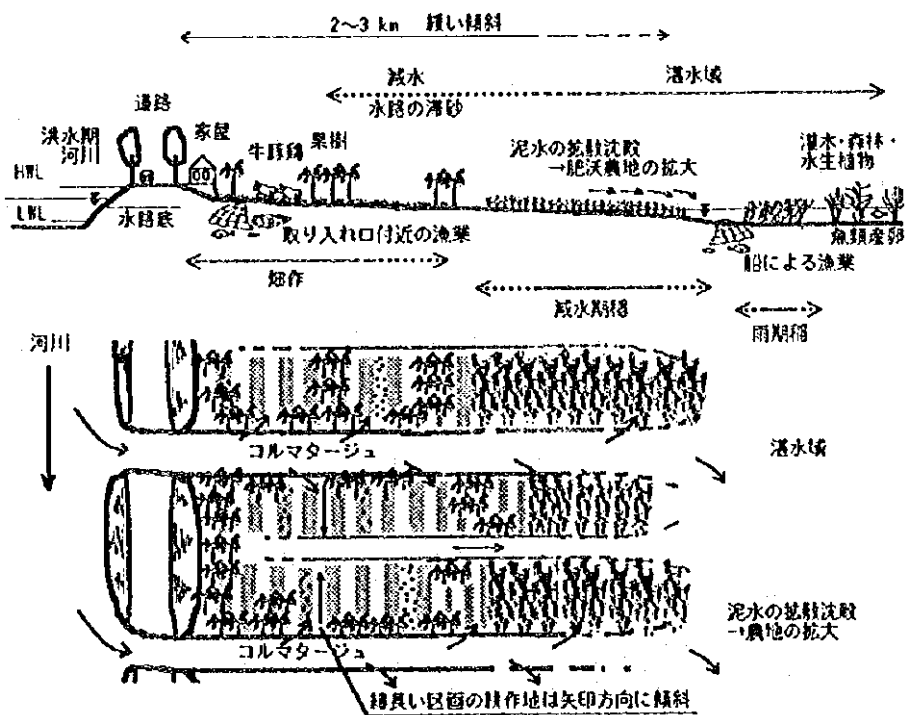 2〜3 km 緩い傾斜
減水
湛水域
水路の滞砂
道路
洪水期
河川
家屋
牛豚鶏
果樹
泥水の拡散沈殿
→肥沃農地の拡大
灌木・森林・
水生植物
HWL
LWL
水路底
取り入れ口付近の漁業
魚類産卵
船による漁業
畑作
減水期稲
雨期稲
河川
コルマタージュ
湛水域
泥水の拡散沈殿
→農地の拡大
コルマタージュ
細長い区画の耕作地は矢印方向に傾斜